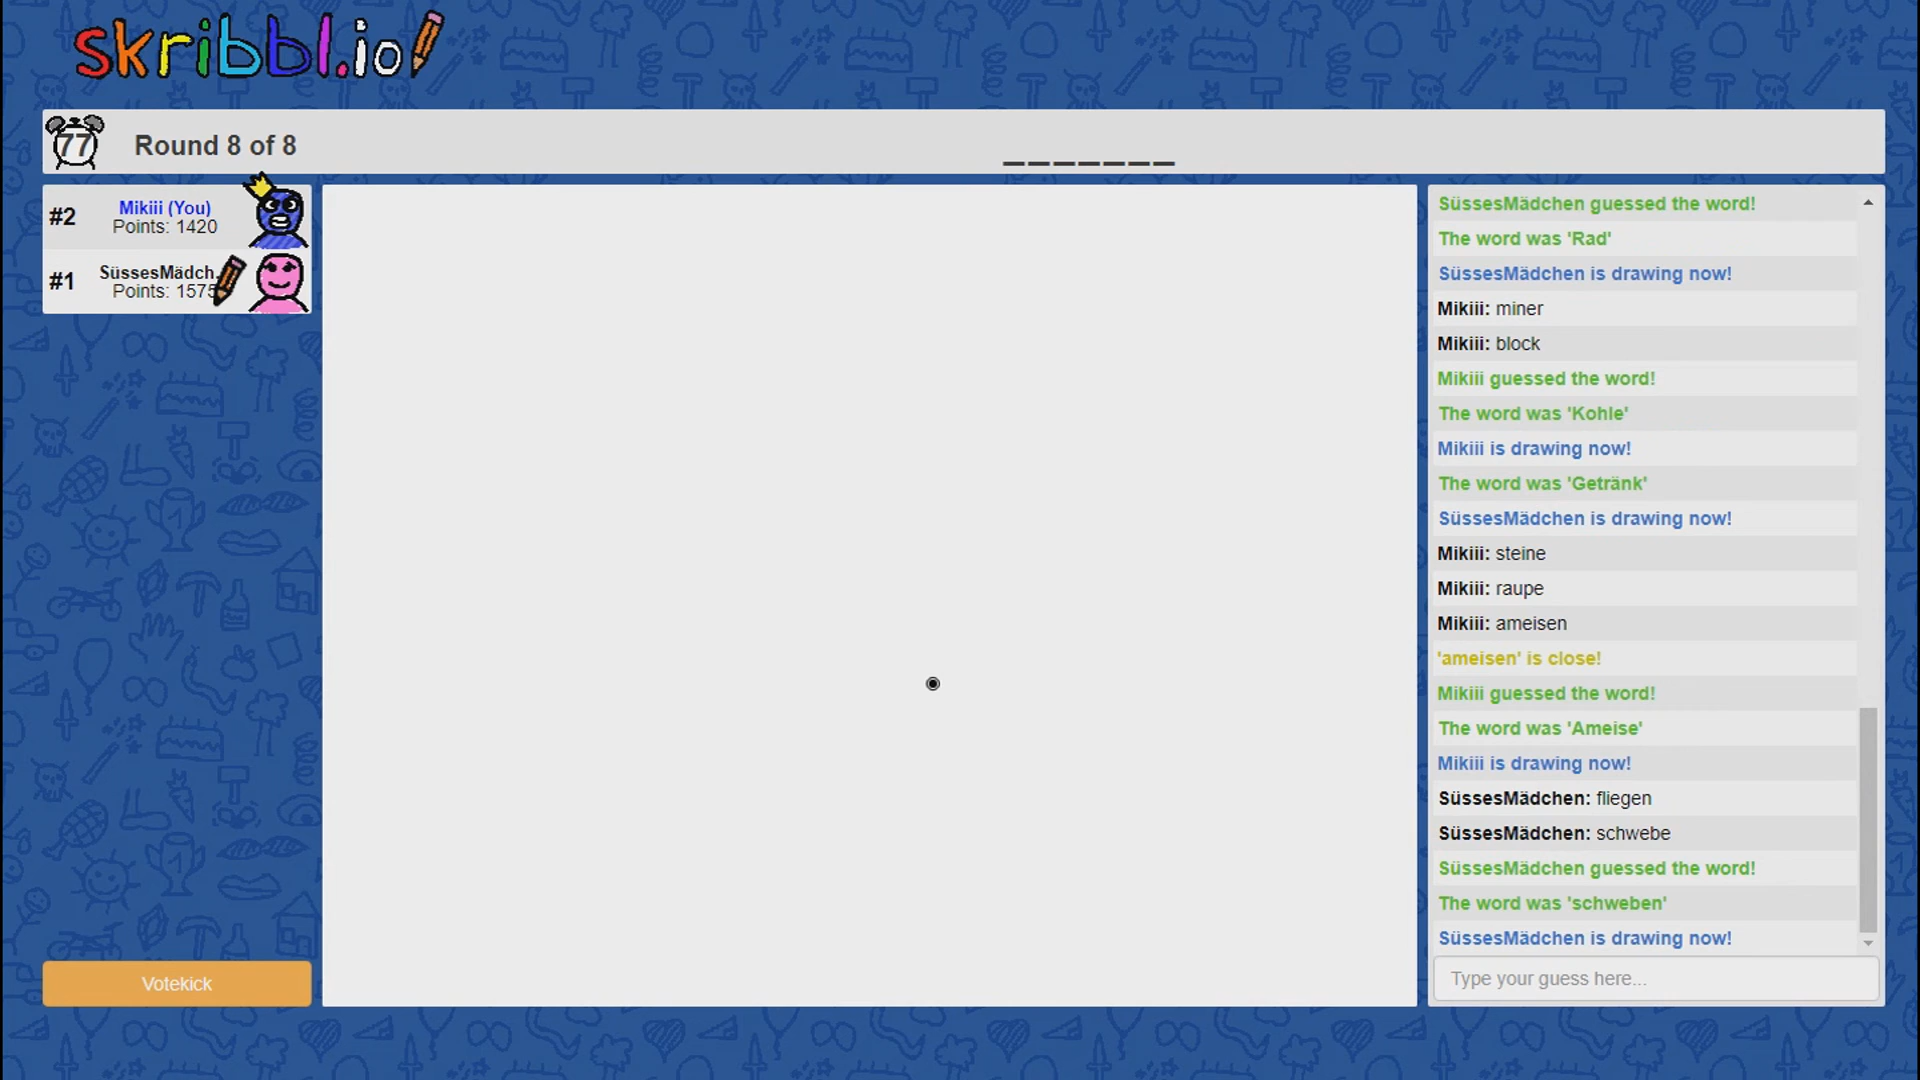 skribbl.io
77
Round 8 of 8
_______
#2
Mikiii (You)
Points: 1420
#1
SüssesMädch
Points: 1575
SüssesMädchen guessed the word!
The word was 'Rad'
SüssesMädchen is drawing now!
Mikiii: miner
Mikiii: block
Mikiii guessed the word!
The word was 'Kohle'
Mikiii is drawing now!
The word was 'Getränk'
SüssesMädchen is drawing now!
Mikiii: steine
Mikiii: raupe
Mikiii: ameisen
'ameisen' is close!
Mikiii guessed the word!
The word was 'Ameise'
Mikiii is drawing now!
SüssesMädchen: fliegen
SüssesMädchen: schwebe
SüssesMädchen guessed the word!
The word was 'schweben'
SüssesMädchen is drawing now!
Type your guess here...
Votekick